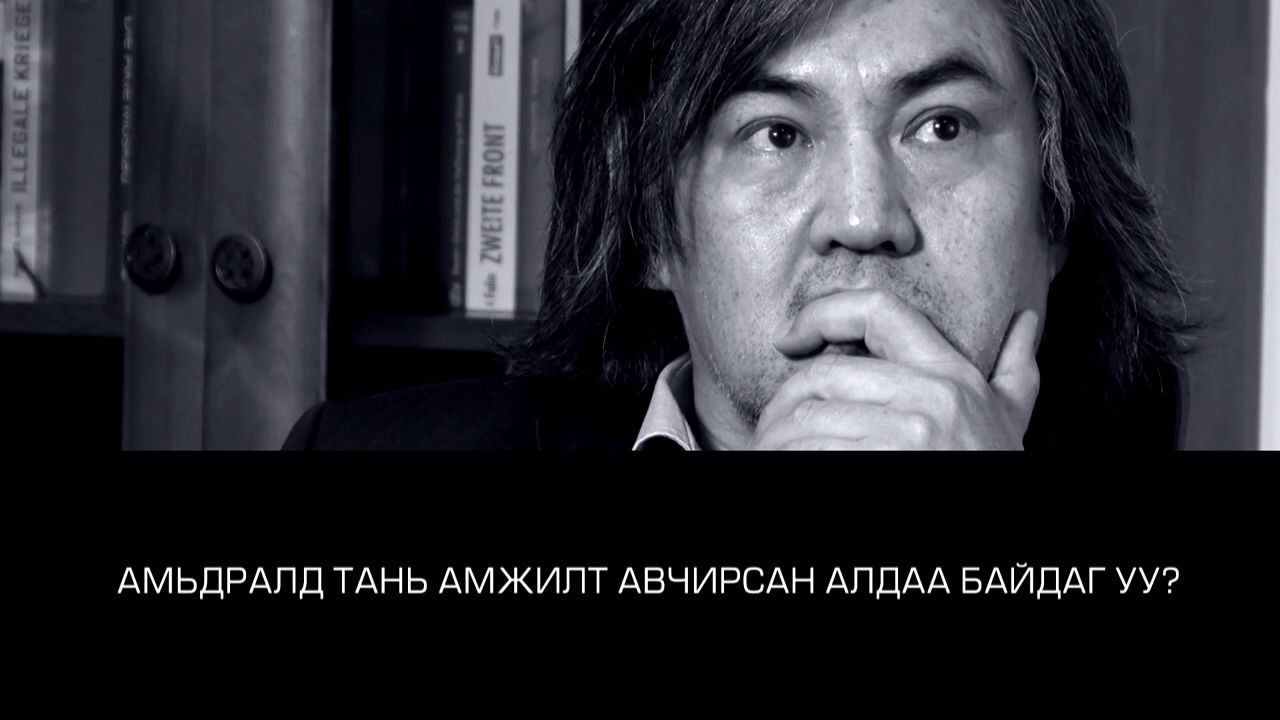 ILLEGALE KRIEGE
ZWEITE FRONT
АМЬДРАЛД ТАНЬ АМЖИЛТ АВЧИРСАН АЛДАА БАЙДАГ УУ?